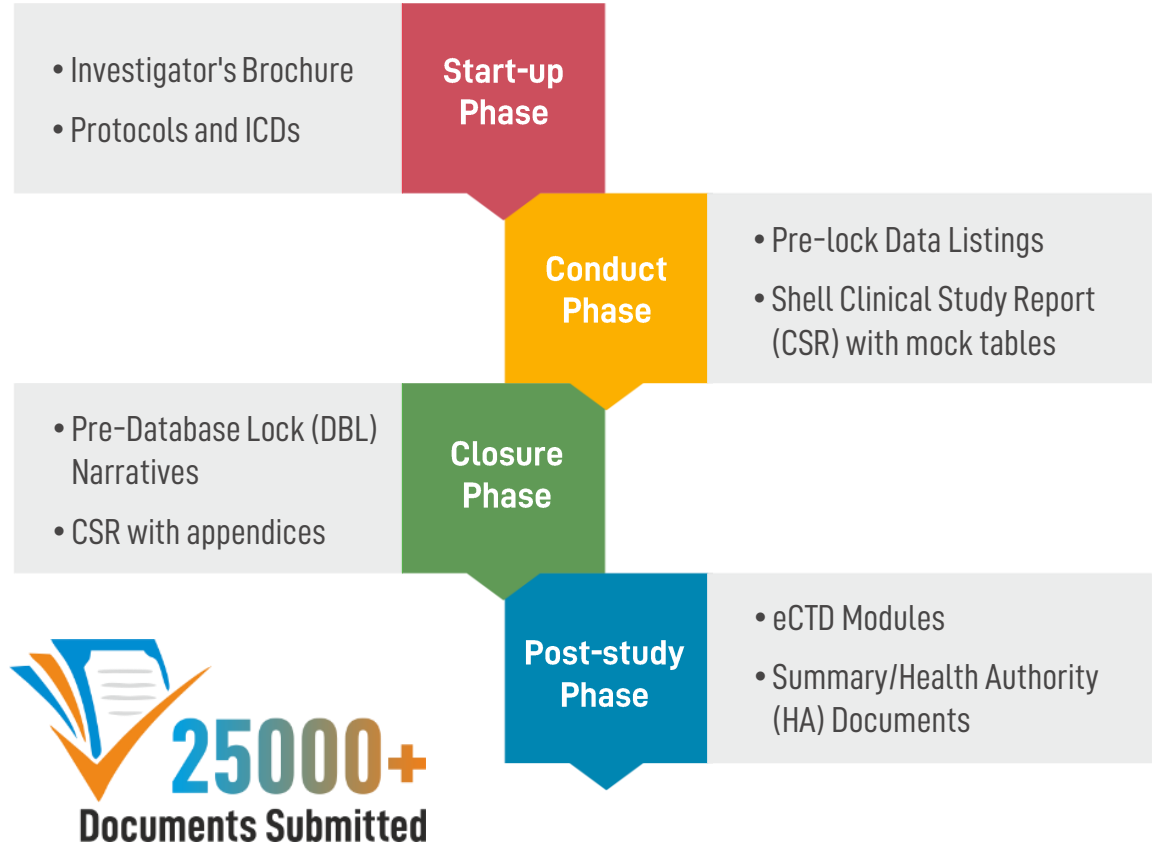 • Investigator's Brochure
• Protocols and ICDs
Start-up
Phase
Conduct
Phase
• Pre-lock Data Listings
• Shell Clinical Study Report
(CSR) with mock tables
• Pre-Database Lock (DBL)
Narratives
• CSR with appendices
Closure
Phase
Post-study
Phase
• eCTD Modules
• Summary/Health Authority
(HA) Documents
25000+
Documents Submitted